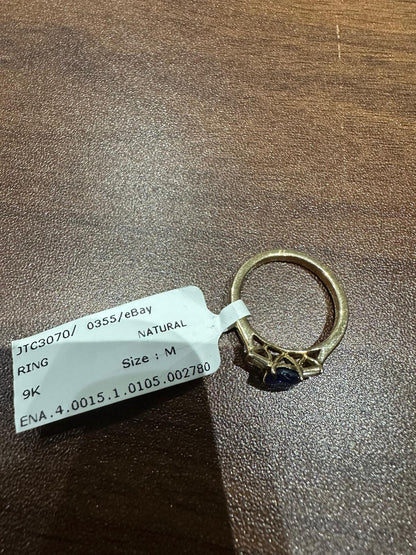 JTC3070/ 0355/eBay
RING NATURAL
9K Size : M
ENA.4.0015.1.0105.002780